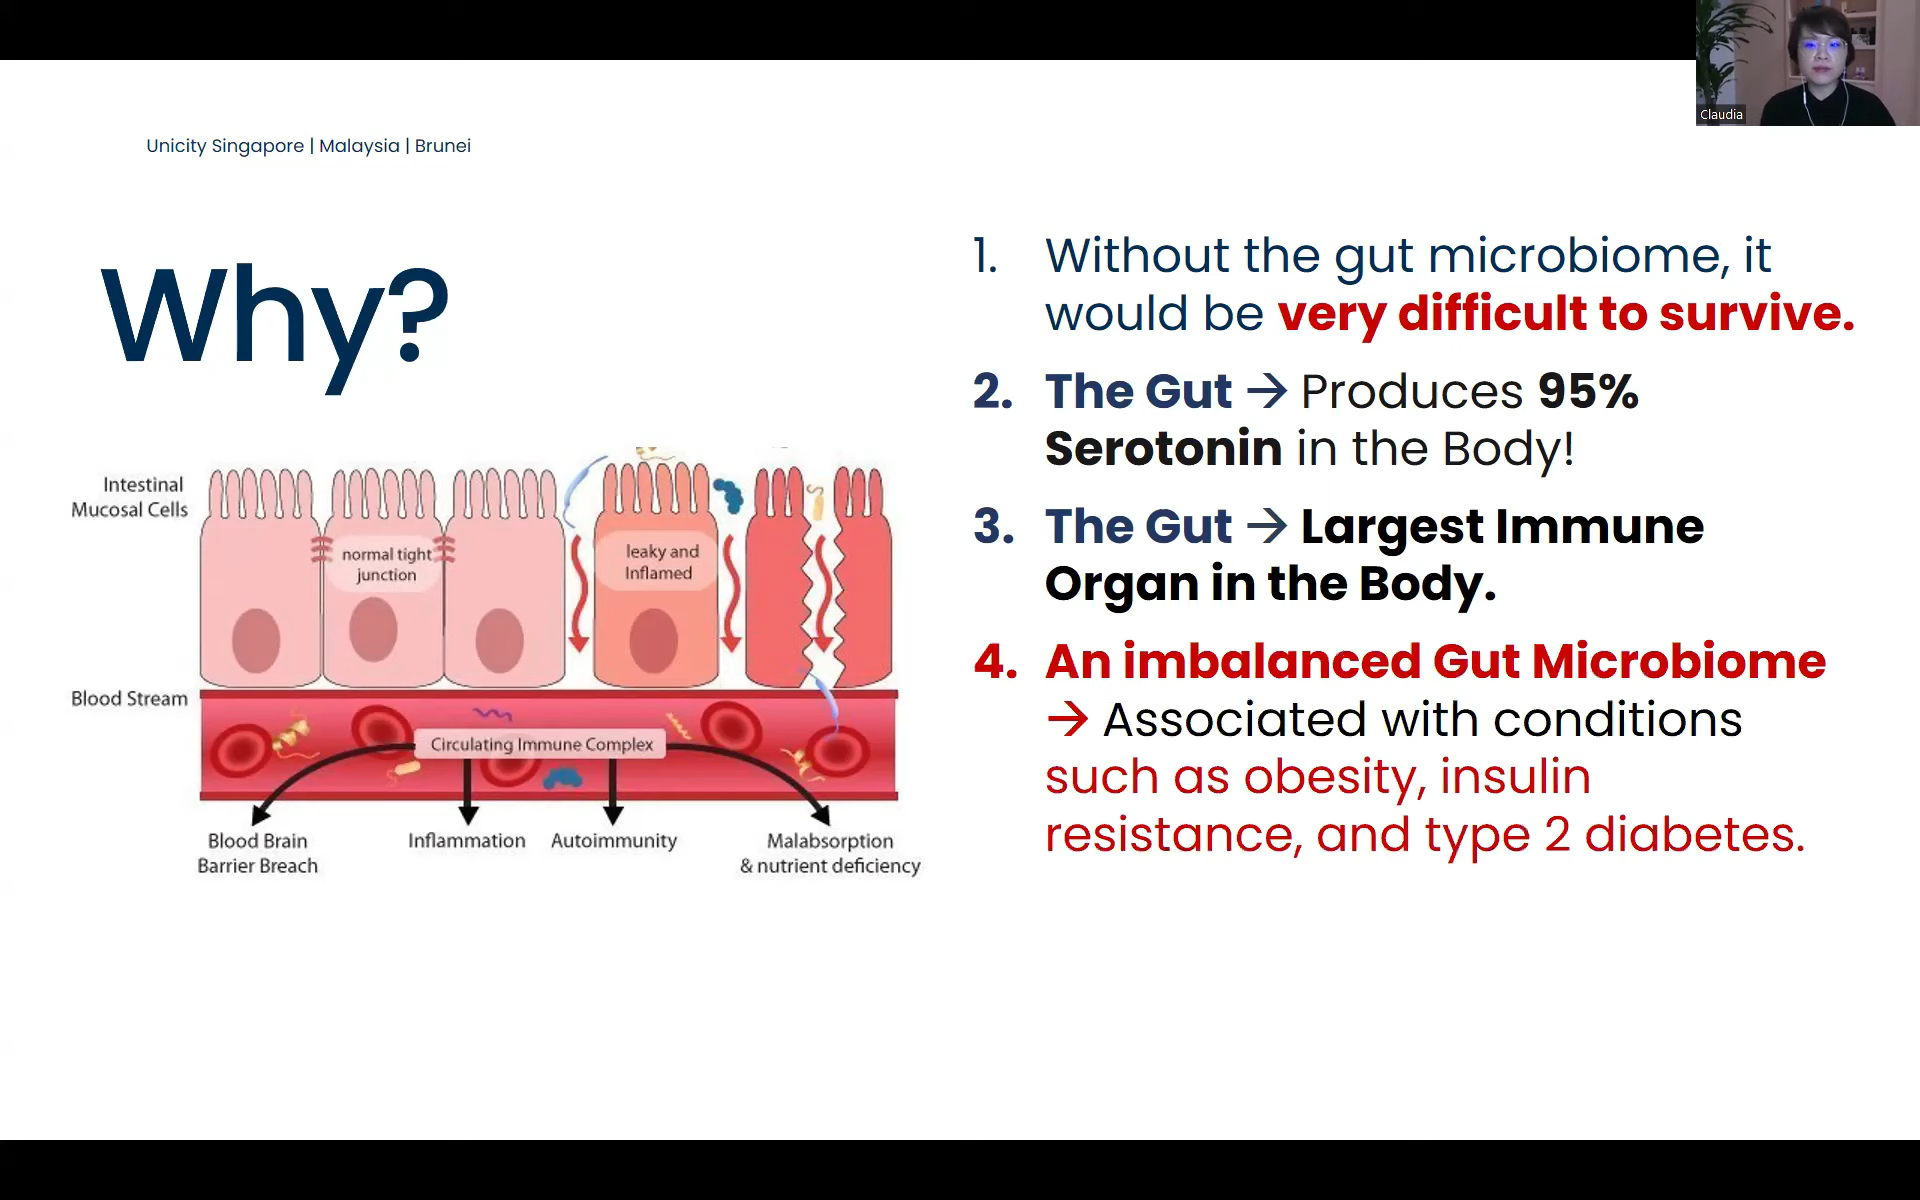 Claudia
Unicity Singapore | Malaysia | Brunei
Why?
Intestinal
Mucosal Cells
normal tight
junction
leaky and
Inflamed
Blood Stream
Circulating Immune Complex
Blood Brain
Barrier Breach
Inflammation
Autoimmunity
Malabsorption
& nutrient deficiency
1. Without the gut microbiome, it
would be very difficult to survive.
2. The Gut → Produces 95%
Serotonin in the Body!
3. The Gut → Largest Immune
Organ in the Body.
4. An imbalanced Gut Microbiome
→ Associated with conditions
such as obesity, insulin
resistance, and type 2 diabetes.